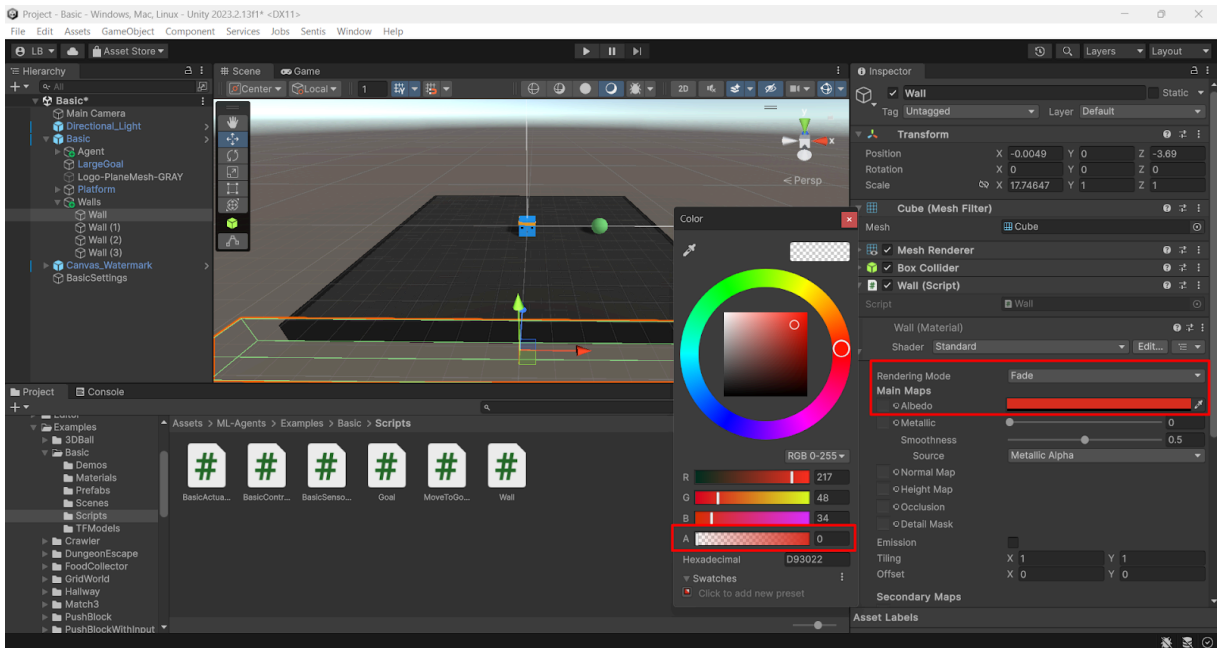 Project - Basic - Windows, Mac, Linux - Unity 2023.2.13f1* <DX11>
File Edit Assets GameObject Component Services Jobs Sentis Window Help
LB Asset Store Layers Layout
Hierarchy
All
Basic*
Main Camera
Directional_Light
Basic
Agent
LargeGoal
Logo-PlaneMesh-GRAY
Platform
Walls
Wall
Wall (1)
Wall (2)
Wall (3)
Canvas_Watermark
BasicSettings
Scene Game
Center Local 1 2D
y
x
Persp
Project Console
Examples
3DBall
Basic
Demos
Materials
Prefabs
Scenes
Scripts
TFModels
Crawler
DungeonEscape
FoodCollector
GridWorld
Hallway
Match3
PushBlock
PushBlockWithInput
Assets > ML-Agents > Examples > Basic > Scripts
BasicActua... BasicContr... BasicSenso... Goal MoveToGo... Wall
Color
RGB 0-255
R 217
G 48
B 34
A 0
Hexadecimal D93022
Swatches
Click to add new preset
Inspector
Wall Static
Tag Untagged Layer Default
Transform
Position X -0.0049 Y 0 Z -3.69
Rotation X 0 Y 0 Z 0
Scale X 17.74647 Y 1 Z 1
Cube (Mesh Filter)
Mesh Cube
Mesh Renderer
Box Collider
# Wall (Script)
Script Wall
Wall (Material)
Shader Standard Edit...
Rendering Mode Fade
Main Maps
Albedo
Metallic 0
Smoothness 0.5
Source Metallic Alpha
Normal Map
Height Map
Occlusion
Detail Mask
Emission
Tiling X 1 Y 1
Offset X 0 Y 0
Secondary Maps
Asset Labels